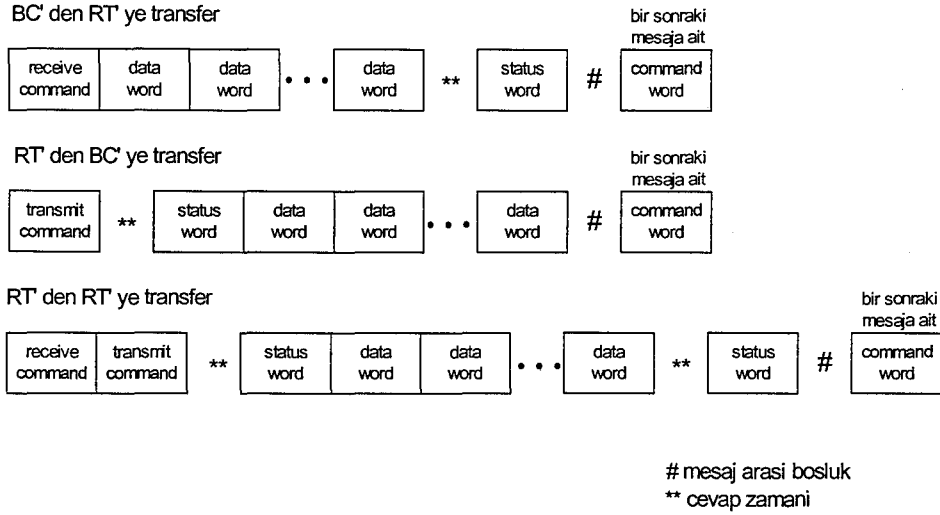 BC' den RT' ye transfer
bir sonraki
mesaja ait
receive data data data status command
command word word • • • word ** word # word
RT' den BC' ye transfer
bir sonraki
mesaja ait
transmit status data data data command
command ** word word word • • • word # word
RT' den RT' ye transfer
bir sonraki
mesaja ait
receive transmit status data data data status command
command command ** word word word • • • word ** word # word
# mesaj arasi bosluk
** cevap zamani